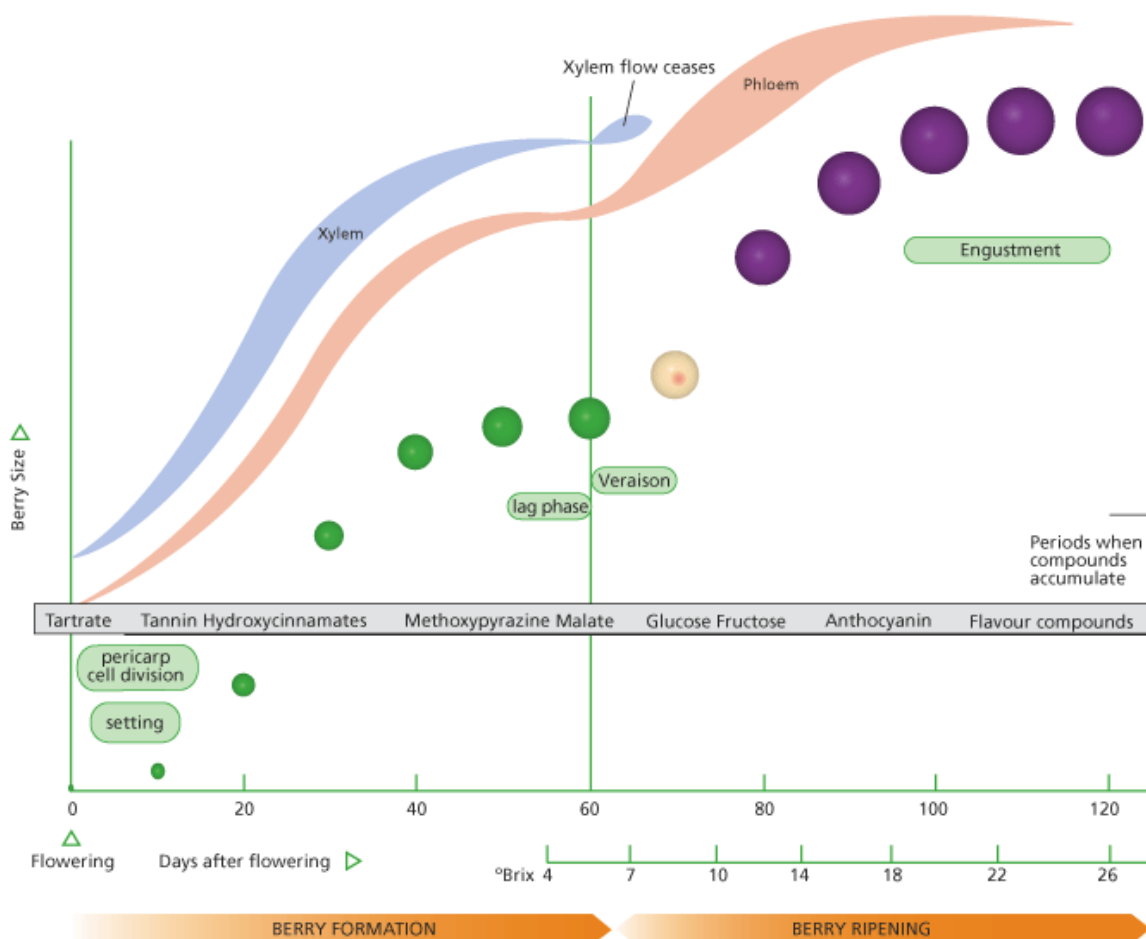 Xylem flow ceases
Phloem
Xylem
Engustment
Berry Size
Veraison
lag phase
Periods when
compounds
accumulate
Tartrate Tannin Hydroxycinnamates Methoxypyrazine Malate Glucose Fructose Anthocyanin Flavour compounds
pericarp
cell division
setting
0 20 40 60 80 100 120
Flowering Days after flowering
ºBrix 4 7 10 14 18 22 26
BERRY FORMATION BERRY RIPENING